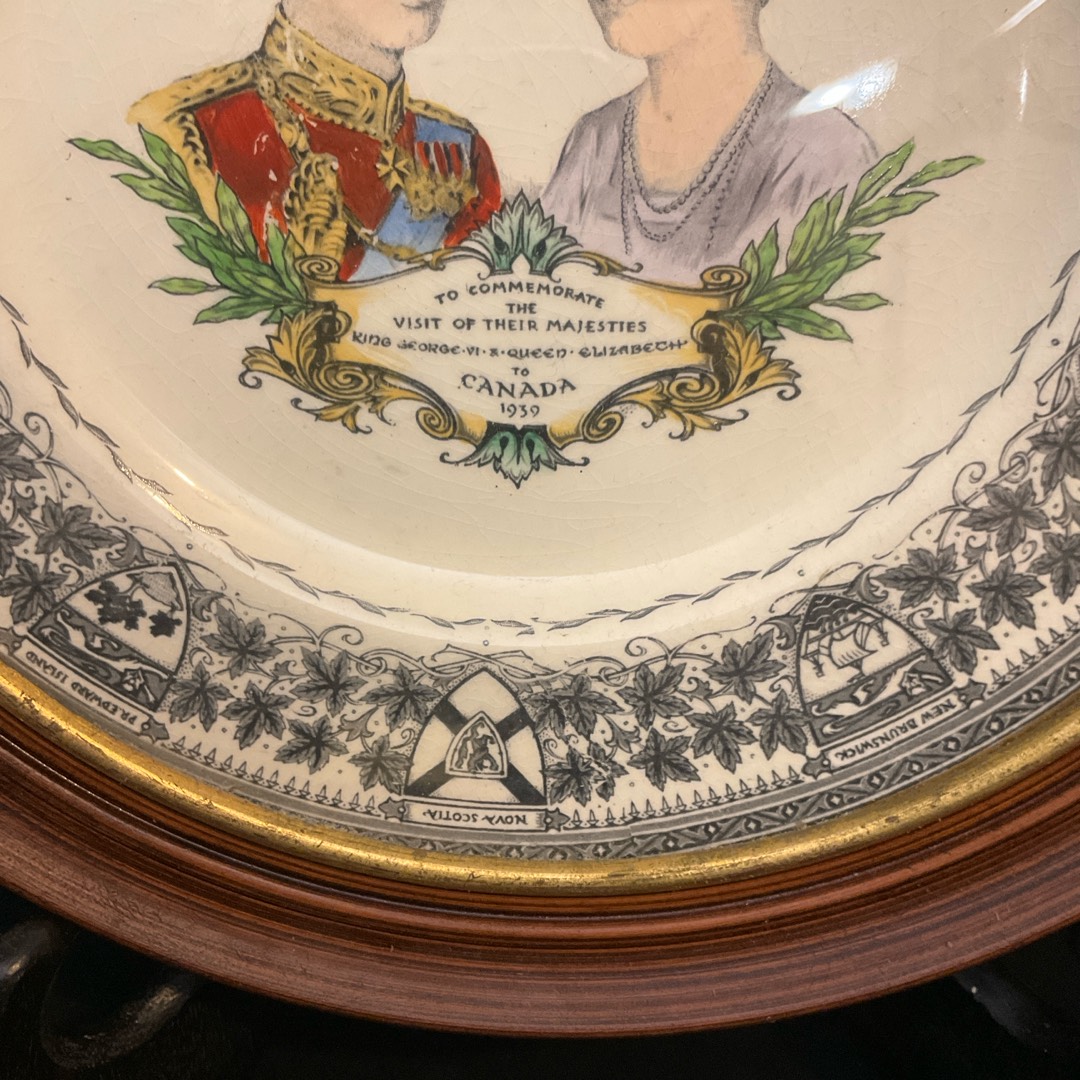 TO COMMEMORATE
THE
VISIT OF THEIR MAJESTIES
KING GEORGE·VI·&·QUEEN·ELIZABETH
TO
CANADA
1939
PR. EDWARD ISLAND
NOVA SCOTIA
NEW BRUNSWICK